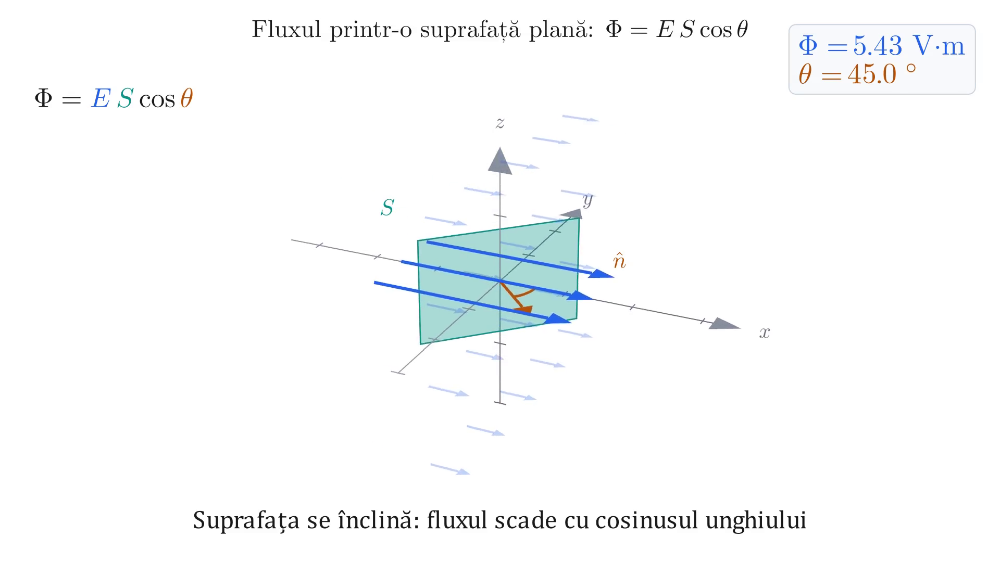 Fluxul printr-o suprafață plană: Φ = E S cos θ
Φ = 5.43 V·m
θ = 45.0 °
Φ = E S cos θ
z
y
S
n̂
x
Suprafața se înclină: fluxul scade cu cosinusul unghiului